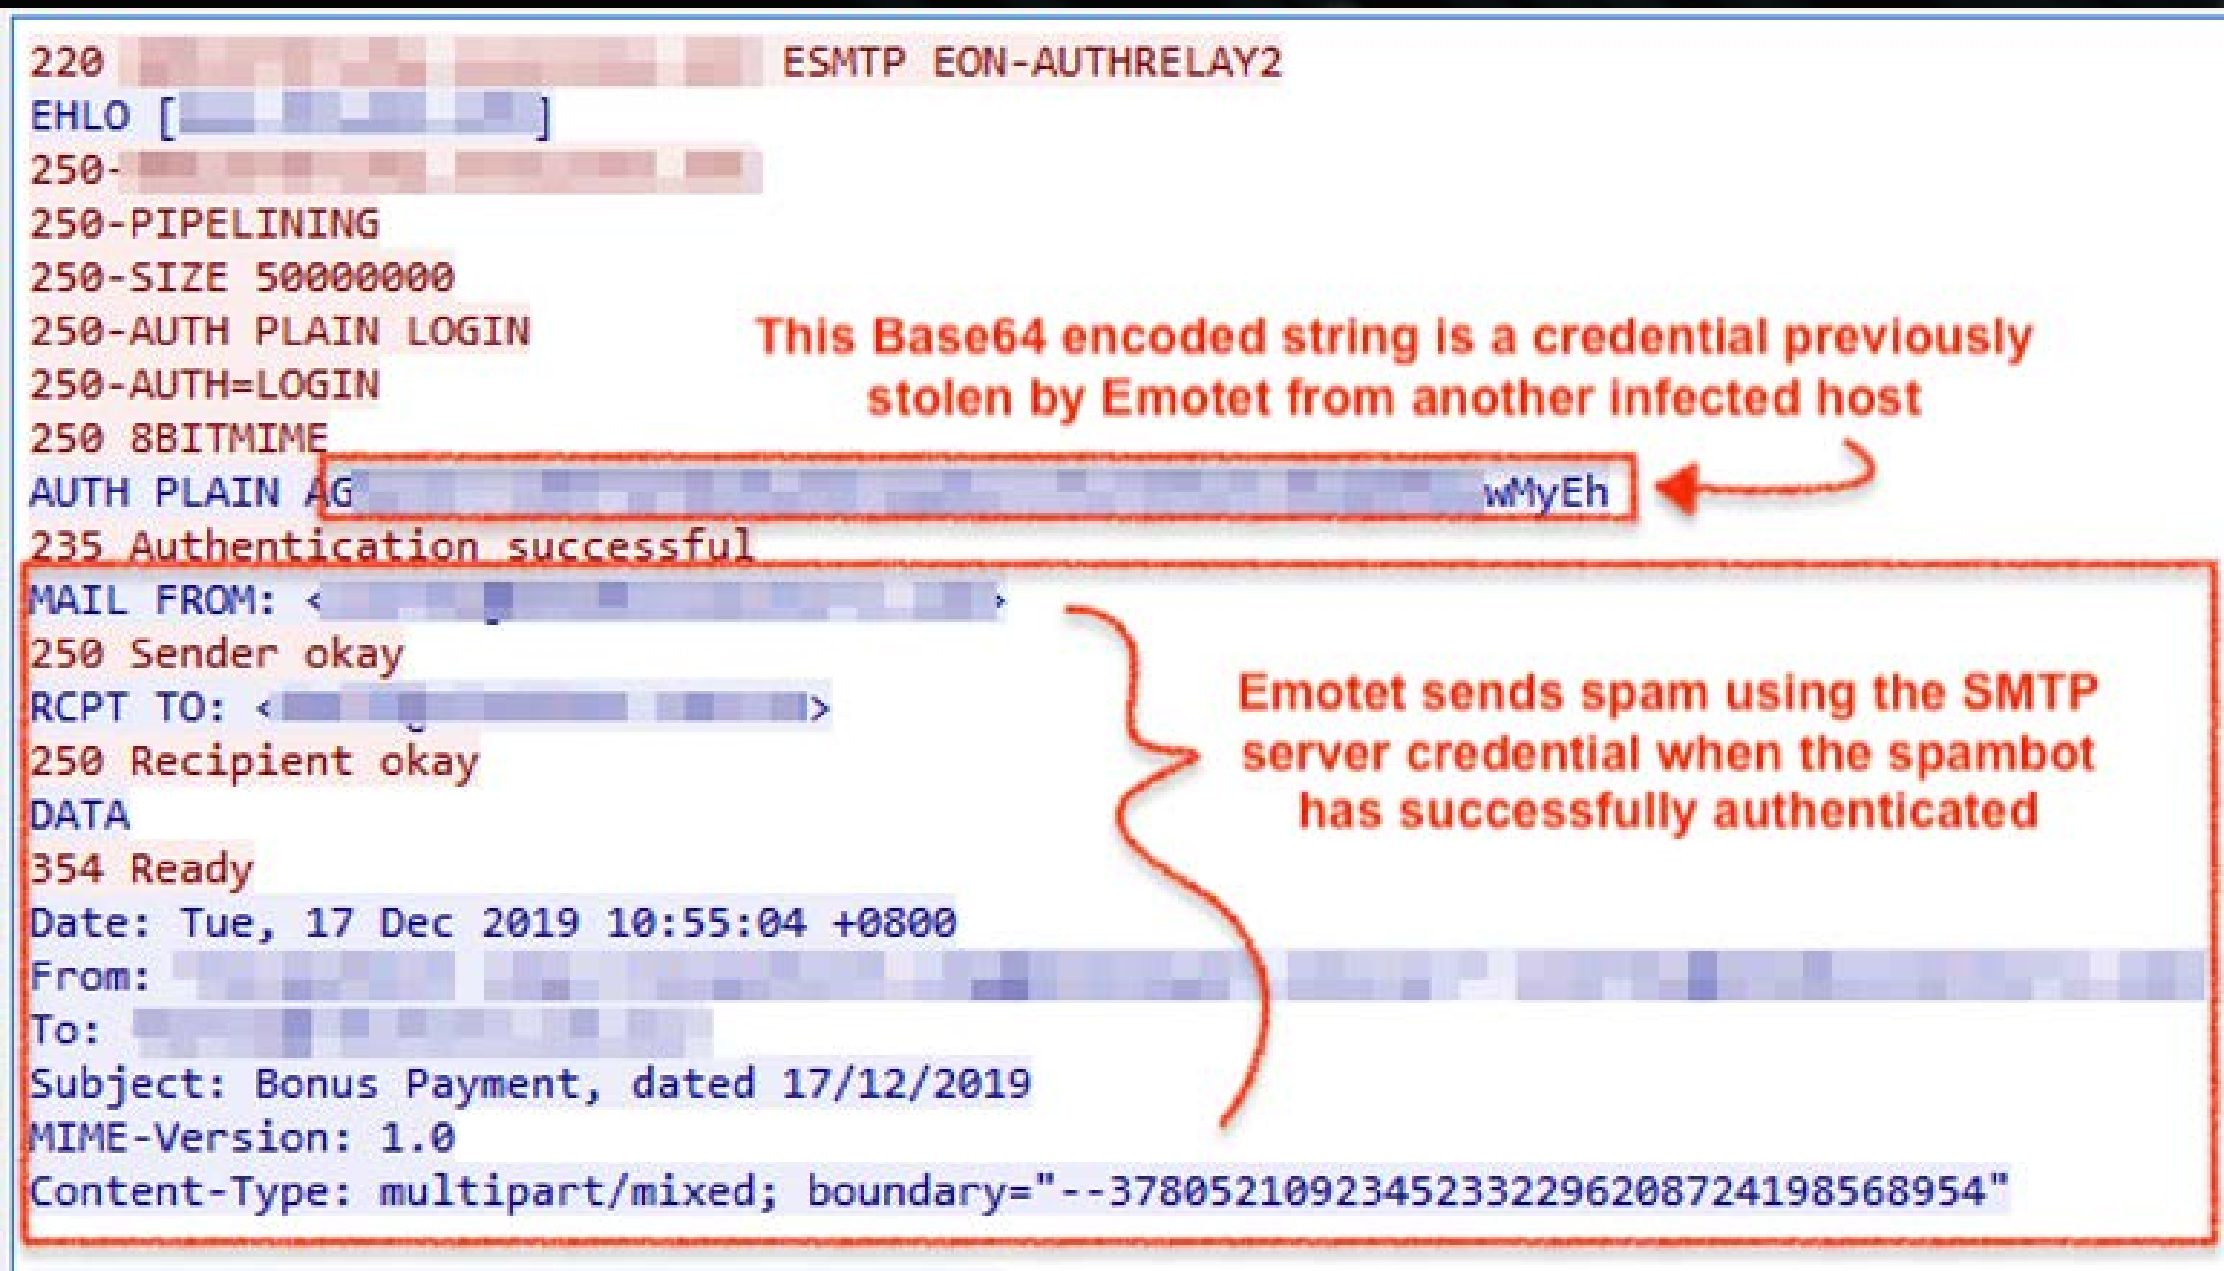 220 ESMTP EON-AUTHRELAY2
EHLO [ ]
250-
250-PIPELINING
250-SIZE 50000000
250-AUTH PLAIN LOGIN
250-AUTH=LOGIN
250 8BITMIME
This Base64 encoded string is a credential previously
stolen by Emotet from another infected host
AUTH PLAIN AG wMyEh
235 Authentication successful
MAIL FROM: < >
250 Sender okay
RCPT TO: < >
250 Recipient okay
DATA
354 Ready
Emotet sends spam using the SMTP
server credential when the spambot
has successfully authenticated
Date: Tue, 17 Dec 2019 10:55:04 +0800
From:
To:
Subject: Bonus Payment, dated 17/12/2019
MIME-Version: 1.0
Content-Type: multipart/mixed; boundary="--37805210923452332296208724198568954"